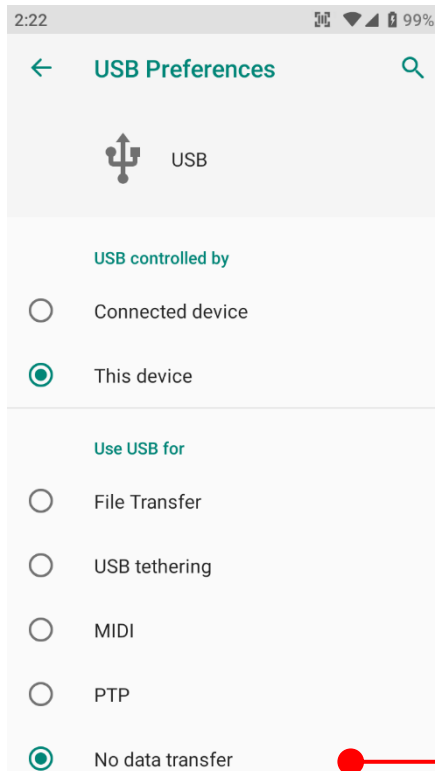 2:22 99%
USB Preferences
USB
USB controlled by
Connected device
This device
Use USB for
File Transfer
USB tethering
MIDI
PTP
No data transfer